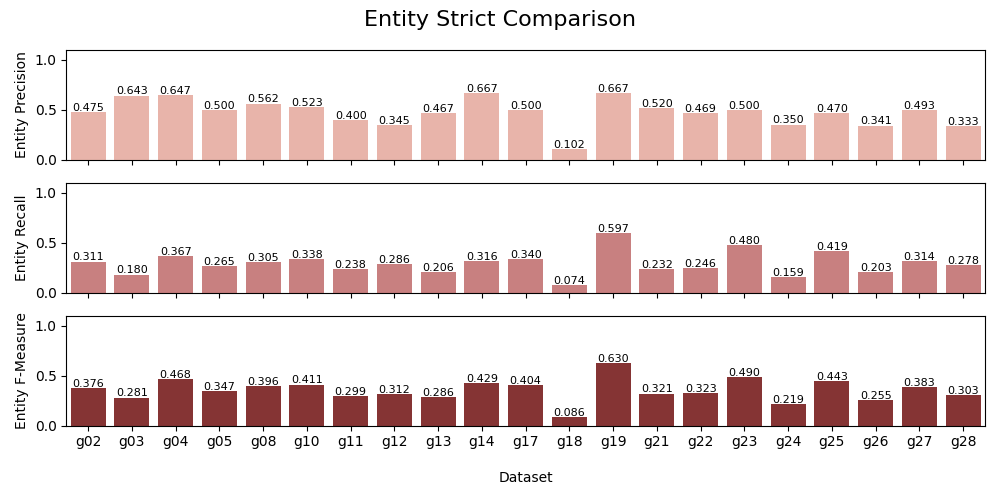 Entity Strict Comparison
Entity Precision
1.0
0.5
0.0
0.475 0.643 0.647 0.500 0.562 0.523 0.400 0.345 0.467 0.667 0.500 0.102 0.667 0.520 0.469 0.500 0.350 0.470 0.341 0.493 0.333
Entity Recall
1.0
0.5
0.0
0.311 0.180 0.367 0.265 0.305 0.338 0.238 0.286 0.206 0.316 0.340 0.074 0.597 0.232 0.246 0.480 0.159 0.419 0.203 0.314 0.278
Entity F-Measure
1.0
0.5
0.0
0.376 0.281 0.468 0.347 0.396 0.411 0.299 0.312 0.286 0.429 0.404 0.086 0.630 0.321 0.323 0.490 0.219 0.443 0.255 0.383 0.303
g02 g03 g04 g05 g08 g10 g11 g12 g13 g14 g17 g18 g19 g21 g22 g23 g24 g25 g26 g27 g28
Dataset